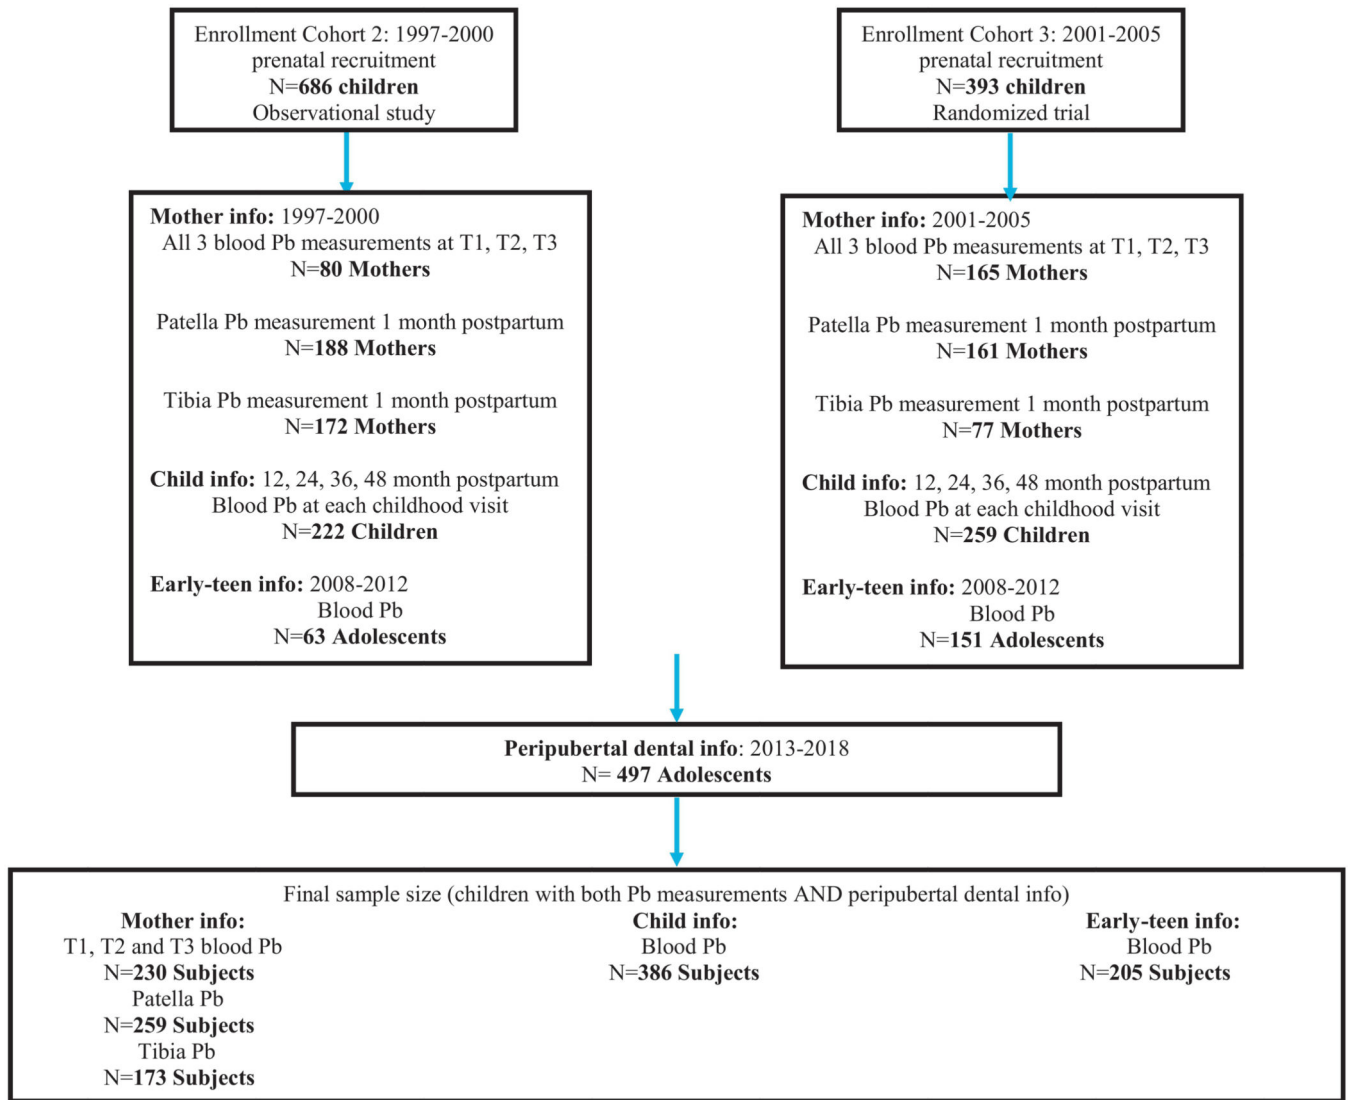 Enrollment Cohort 2: 1997-2000
prenatal recruitment
N=686 children
Observational study
Enrollment Cohort 3: 2001-2005
prenatal recruitment
N=393 children
Randomized trial
Mother info: 1997-2000
All 3 blood Pb measurements at T1, T2, T3
N=80 Mothers
Patella Pb measurement 1 month postpartum
N=188 Mothers
Tibia Pb measurement 1 month postpartum
N=172 Mothers
Child info: 12, 24, 36, 48 month postpartum
Blood Pb at each childhood visit
N=222 Children
Early-teen info: 2008-2012
Blood Pb
N=63 Adolescents
Mother info: 2001-2005
All 3 blood Pb measurements at T1, T2, T3
N=165 Mothers
Patella Pb measurement 1 month postpartum
N=161 Mothers
Tibia Pb measurement 1 month postpartum
N=77 Mothers
Child info: 12, 24, 36, 48 month postpartum
Blood Pb at each childhood visit
N=259 Children
Early-teen info: 2008-2012
Blood Pb
N=151 Adolescents
Peripubertal dental info: 2013-2018
N= 497 Adolescents
Final sample size (children with both Pb measurements AND peripubertal dental info)
Mother info:
T1, T2 and T3 blood Pb
N=230 Subjects
Patella Pb
N=259 Subjects
Tibia Pb
N=173 Subjects
Child info:
Blood Pb
N=386 Subjects
Early-teen info:
Blood Pb
N=205 Subjects